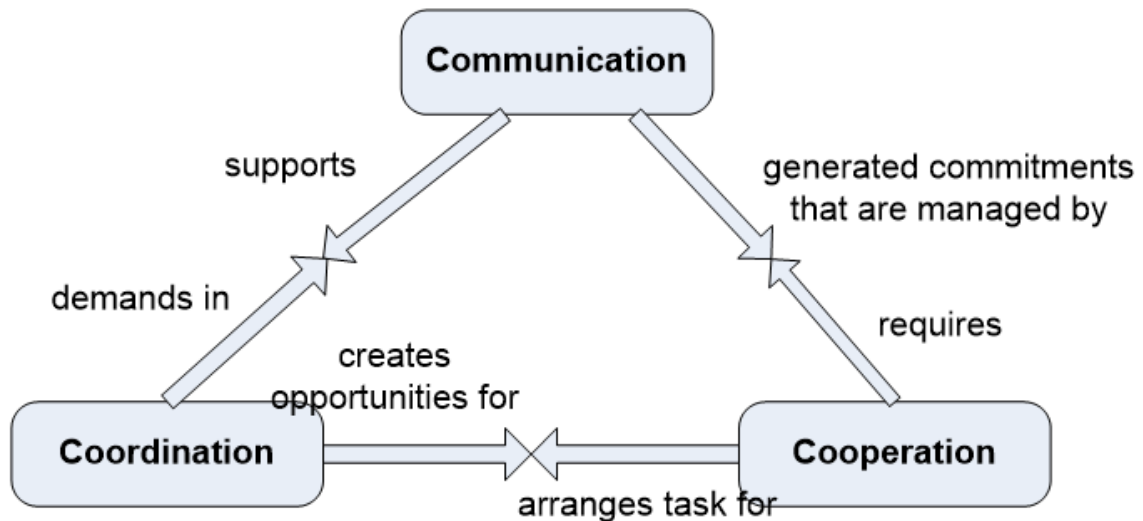 Communication
supports
generated commitments
that are managed by
demands in
requires
creates
opportunities for
Coordination
Cooperation
arranges task for